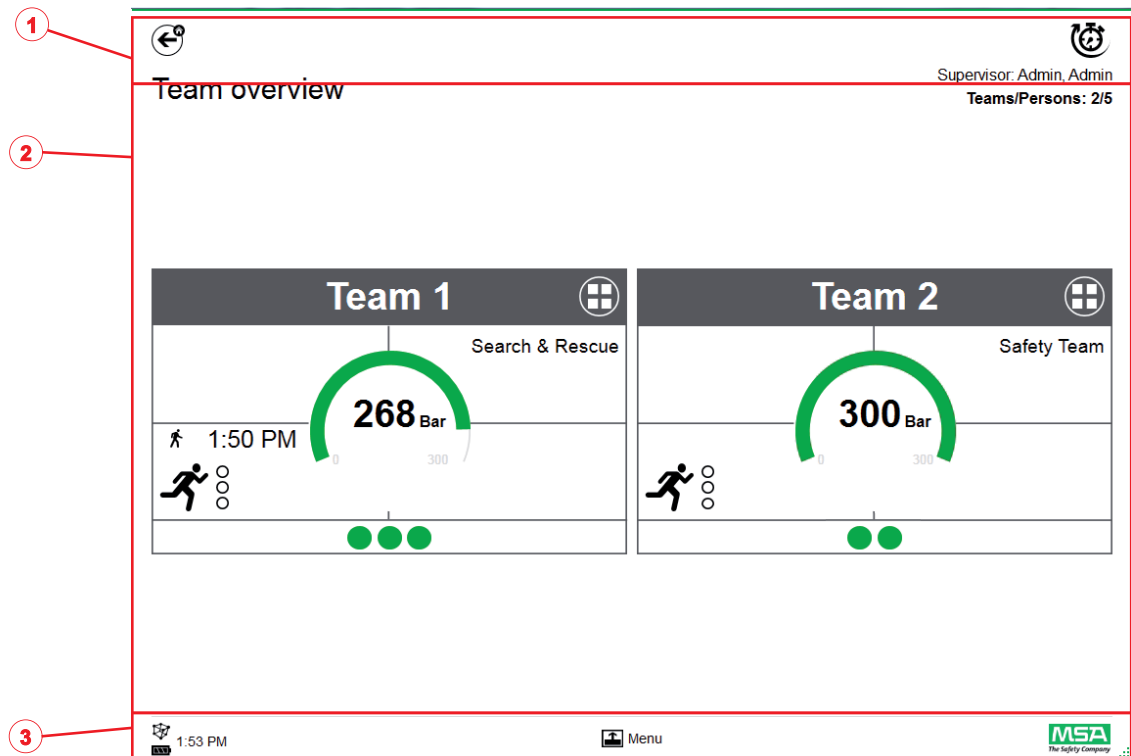 1
Supervisor: Admin, Admin
Team overview
Teams/Persons: 2/5
2
Team 1
Search & Rescue
268 Bar
1:50 PM
0 300
Team 2
Safety Team
300 Bar
0 300
3
1:53 PM
Menu
MSA
The Safety Company